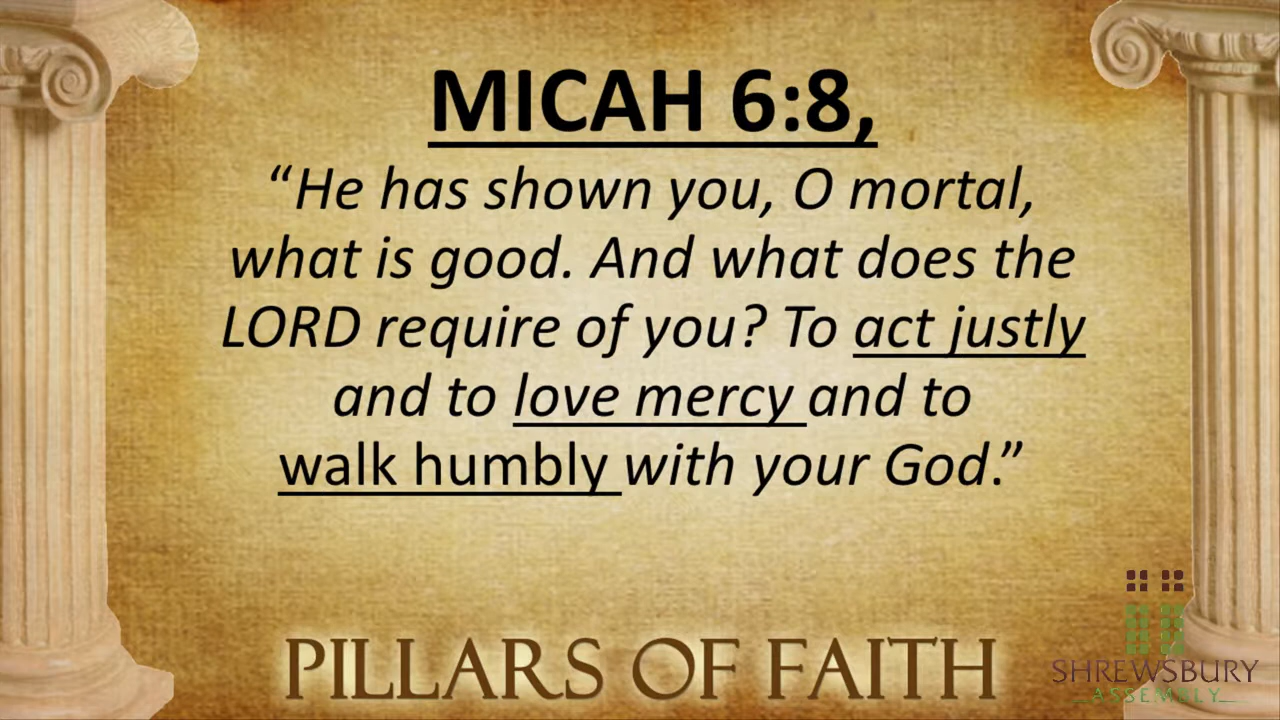 MICAH 6:8,
“He has shown you, O mortal,
what is good. And what does the
LORD require of you? To act justly
and to love mercy and to
walk humbly with your God.”
PILLARS OF FAITH
SHREWSBURY
ASSEMBLY